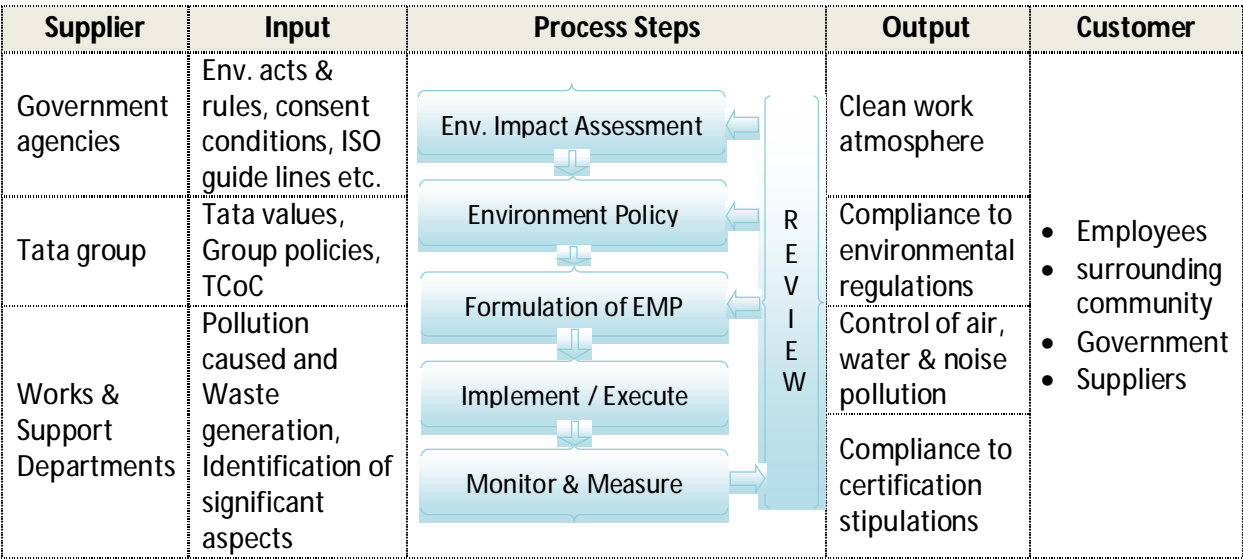 Supplier
Input
Process Steps
Output
Customer
Government
agencies
Env. acts &
rules, consent
conditions, ISO
guide lines etc.
Tata group
Tata values,
Group policies,
TCoC
Works &
Support
Departments
Pollution
caused and
Waste
generation,
Identification of
significant
aspects
Env. Impact Assessment
Environment Policy
Formulation of EMP
Implement / Execute
Monitor & Measure
R
E
V
I
E
W
Clean work
atmosphere
Compliance to
environmental
regulations
Control of air,
water & noise
pollution
Compliance to
certification
stipulations
• Employees
• surrounding
community
• Government
• Suppliers